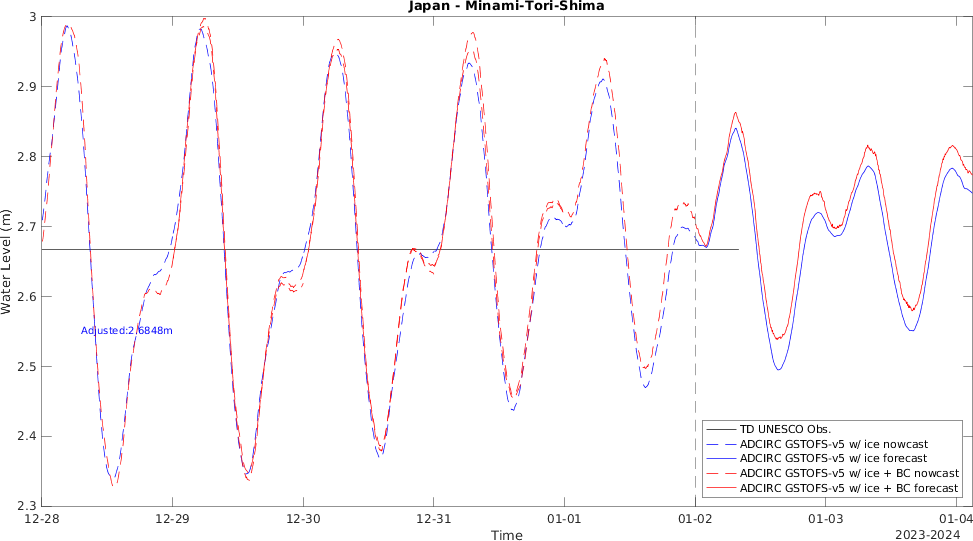 Japan - Minami-Tori-Shima
3
2.9
2.8
2.7
2.6
2.5
2.4
2.3
Water Level (m)
Adjusted:2.6848m
TD UNESCO Obs.
ADCIRC GSTOFS-v5 w/ ice nowcast
ADCIRC GSTOFS-v5 w/ ice forecast
ADCIRC GSTOFS-v5 w/ ice + BC nowcast
ADCIRC GSTOFS-v5 w/ ice + BC forecast
12-28 12-29 12-30 12-31 01-01 01-02 01-03 01-04
Time
2023-2024